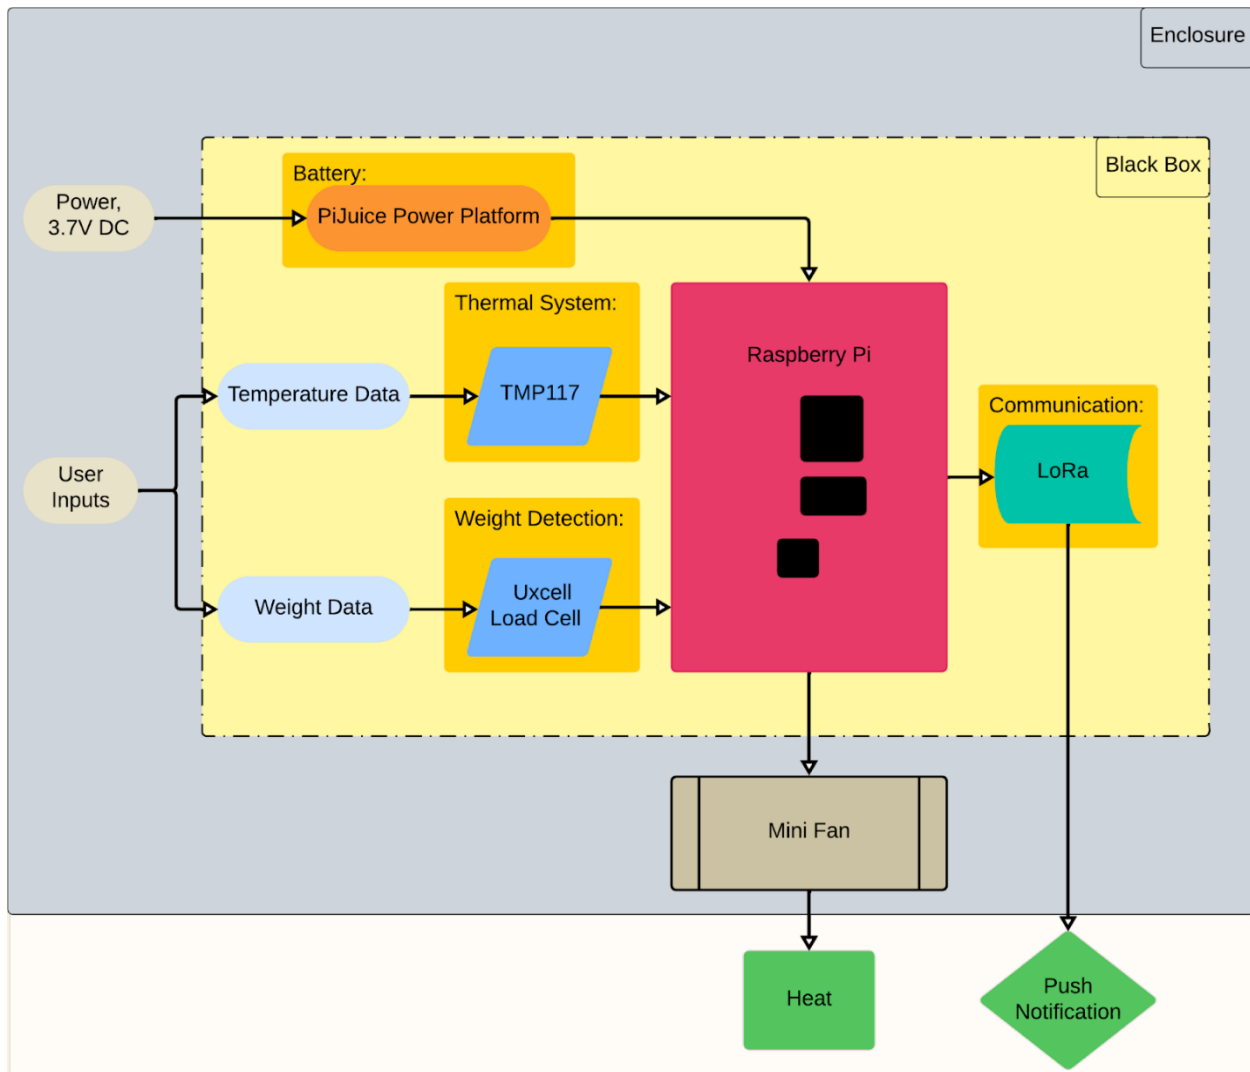 Enclosure
Black Box
Battery:
Power,
3.7V DC
PiJuice Power Platform
Thermal System:
Raspberry Pi
Temperature Data
TMP117
Communication:
LoRa
User
Inputs
Weight Detection:
Weight Data
Uxcell
Load Cell
Mini Fan
Heat
Push
Notification